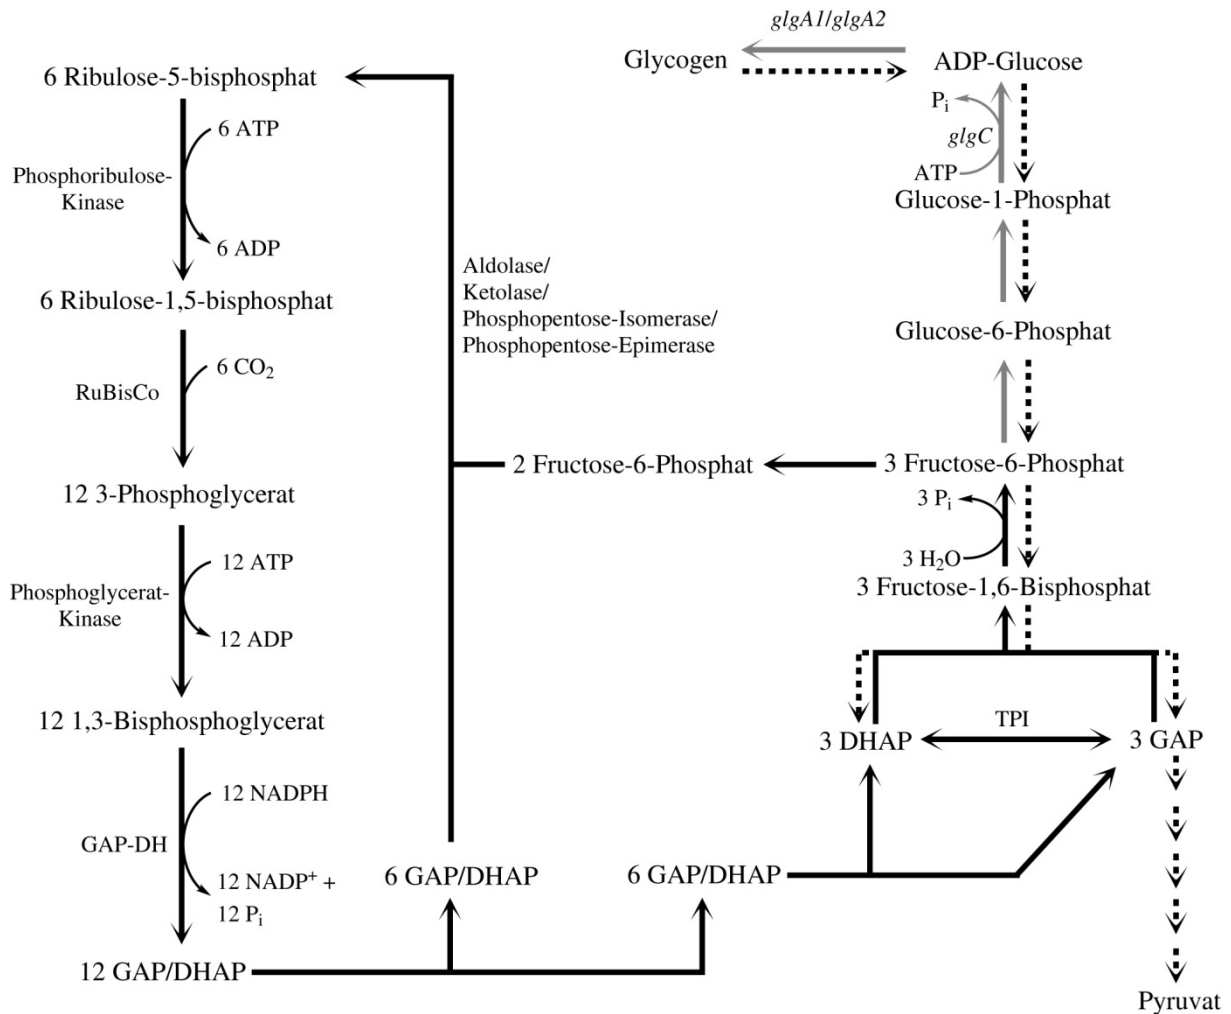 glgA1/glgA2
Glycogen
ADP-Glucose
6 Ribulose-5-bisphosphat
Pi
6 ATP
glgC
ATP
Phosphoribulose-
Kinase
Glucose-1-Phosphat
6 ADP
Aldolase/
Ketolase/
Phosphopentose-Isomerase/
Phosphopentose-Epimerase
6 Ribulose-1,5-bisphosphat
Glucose-6-Phosphat
6 CO₂
RuBisCo
2 Fructose-6-Phosphat
3 Fructose-6-Phosphat
12 3-Phosphoglycerat
3 Pi
3 H₂O
12 ATP
Phosphoglycerat-
Kinase
3 Fructose-1,6-Bisphosphat
12 ADP
12 1,3-Bisphosphoglycerat
TPI
3 DHAP
3 GAP
12 NADPH
GAP-DH
12 NADP⁺ +
12 Pi
6 GAP/DHAP
6 GAP/DHAP
12 GAP/DHAP
Pyruvat